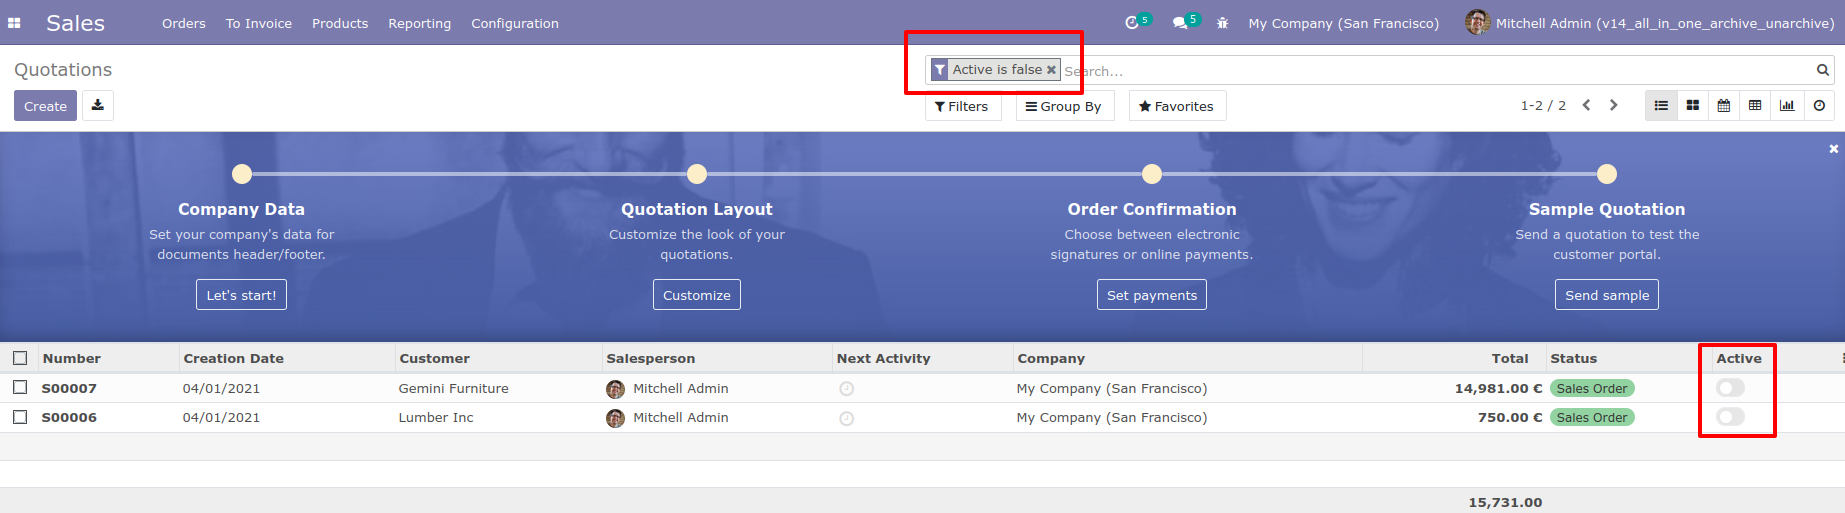 Sales Orders To Invoice Products Reporting Configuration 5 5 My Company (San Francisco) Mitchell Admin (v14_all_in_one_archive_unarchive)
Quotations Active is false Search...
Create Filters Group By Favorites 1-2 / 2
Company Data Quotation Layout Order Confirmation Sample Quotation
Set your company's data for Customize the look of your Choose between electronic Send a quotation to test the
documents header/footer. quotations. signatures or online payments. customer portal.
Let's start! Customize Set payments Send sample
Number Creation Date Customer Salesperson Next Activity Company Total Status Active
S00007 04/01/2021 Gemini Furniture Mitchell Admin My Company (San Francisco) 14,981.00 € Sales Order
S00006 04/01/2021 Lumber Inc Mitchell Admin My Company (San Francisco) 750.00 € Sales Order
15,731.00